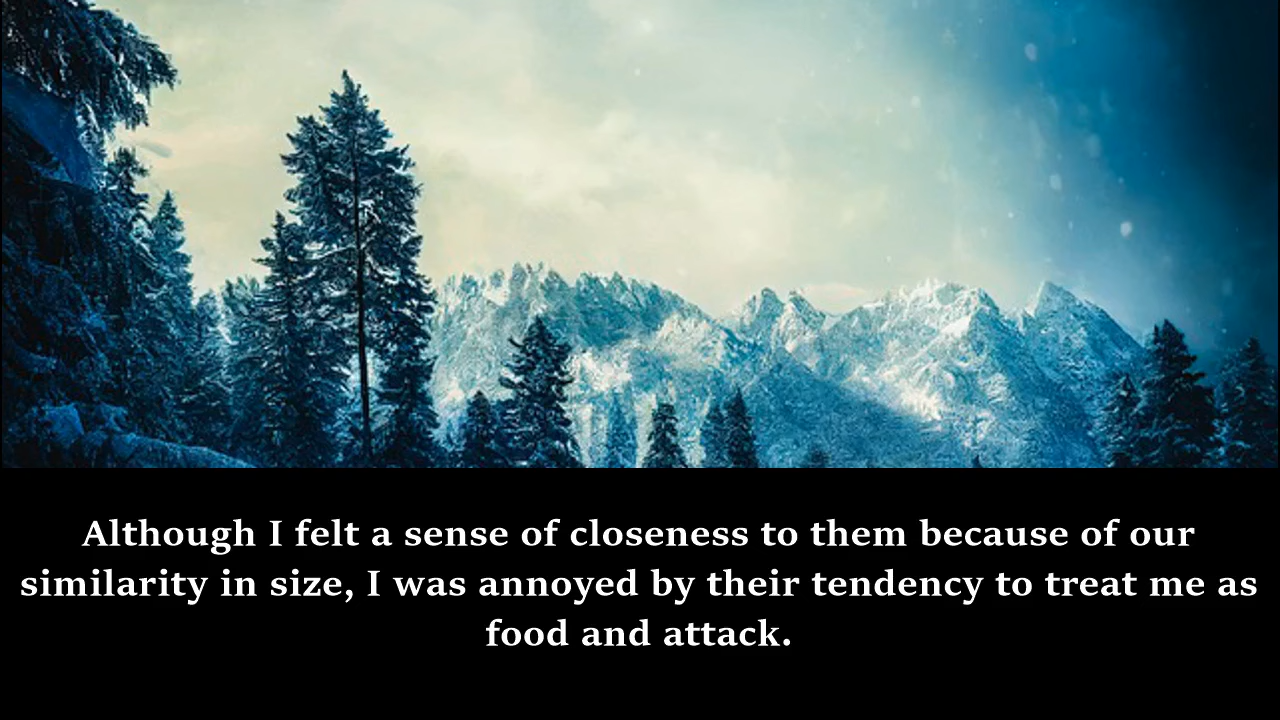 Although I felt a sense of closeness to them because of our
similarity in size, I was annoyed by their tendency to treat me as
food and attack.